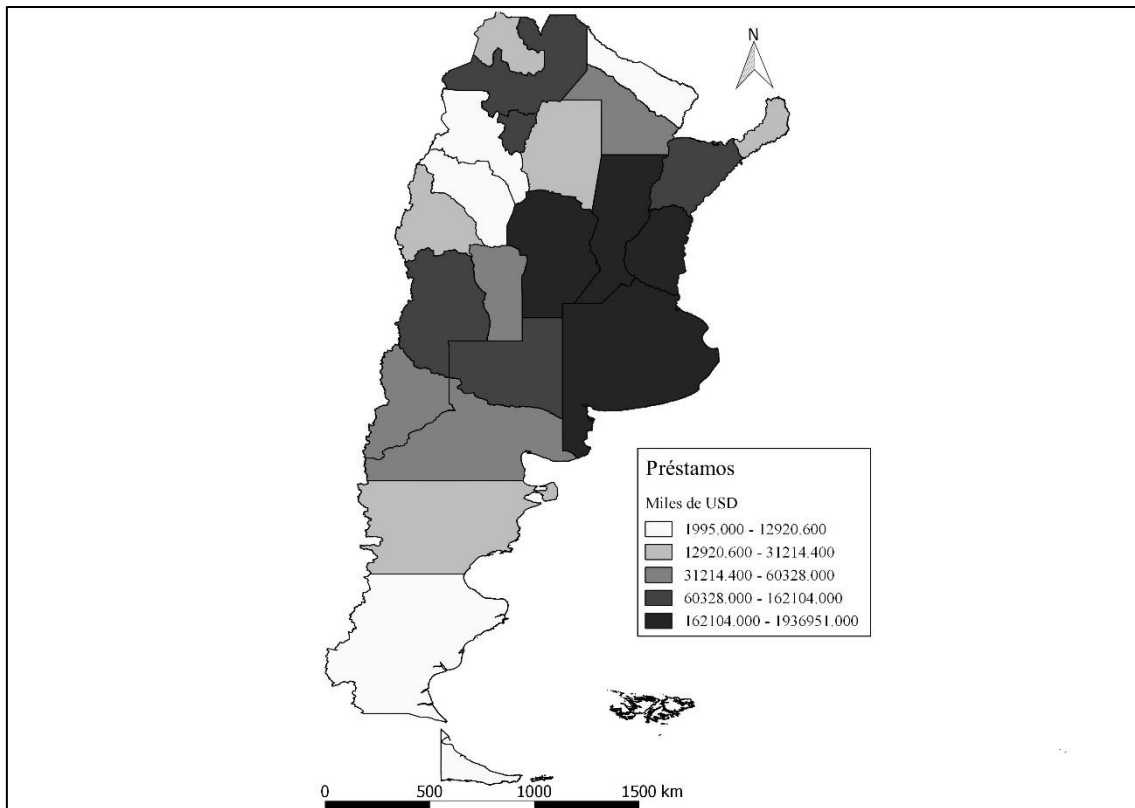 N
Préstamos
Miles de USD
1995.000 - 12920.600
12920.600 - 31214.400
31214.400 - 60328.000
60328.000 - 162104.000
162104.000 - 1936951.000
0 500 1000 1500 km